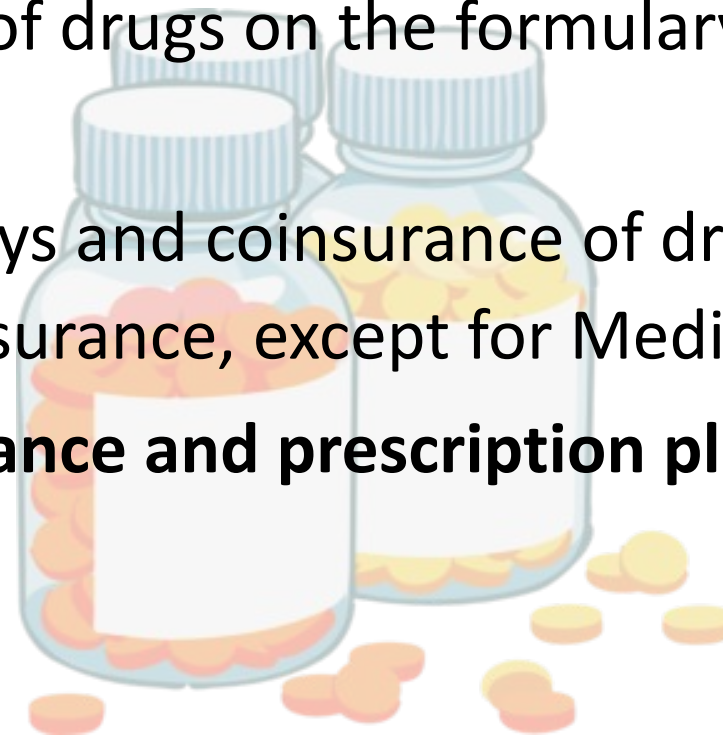 of drugs on the formulary
ys and coinsurance of dr
surance, except for Medi
ance and prescription pl